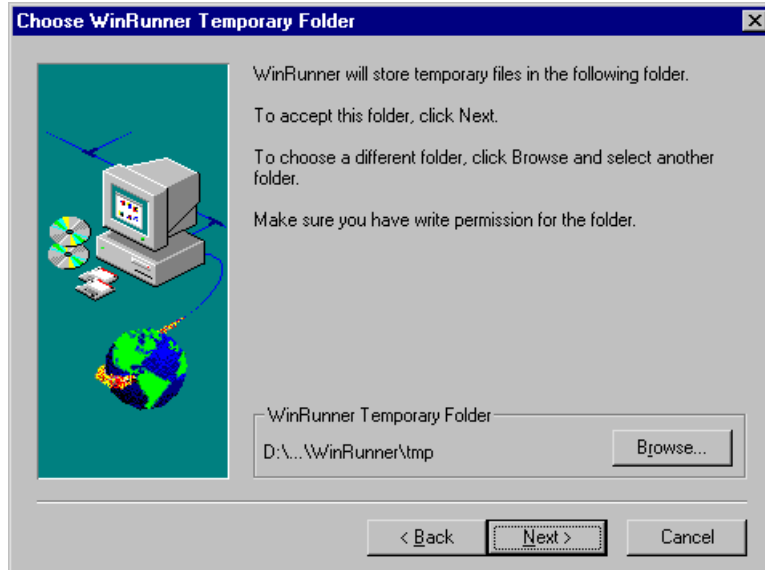 Choose WinRunner Temporary Folder
WinRunner will store temporary files in the following folder.
To accept this folder, click Next.
To choose a different folder, click Browse and select another
folder.
Make sure you have write permission for the folder.
WinRunner Temporary Folder
D:\...\WinRunner\tmp
Browse...
< Back
Next >
Cancel